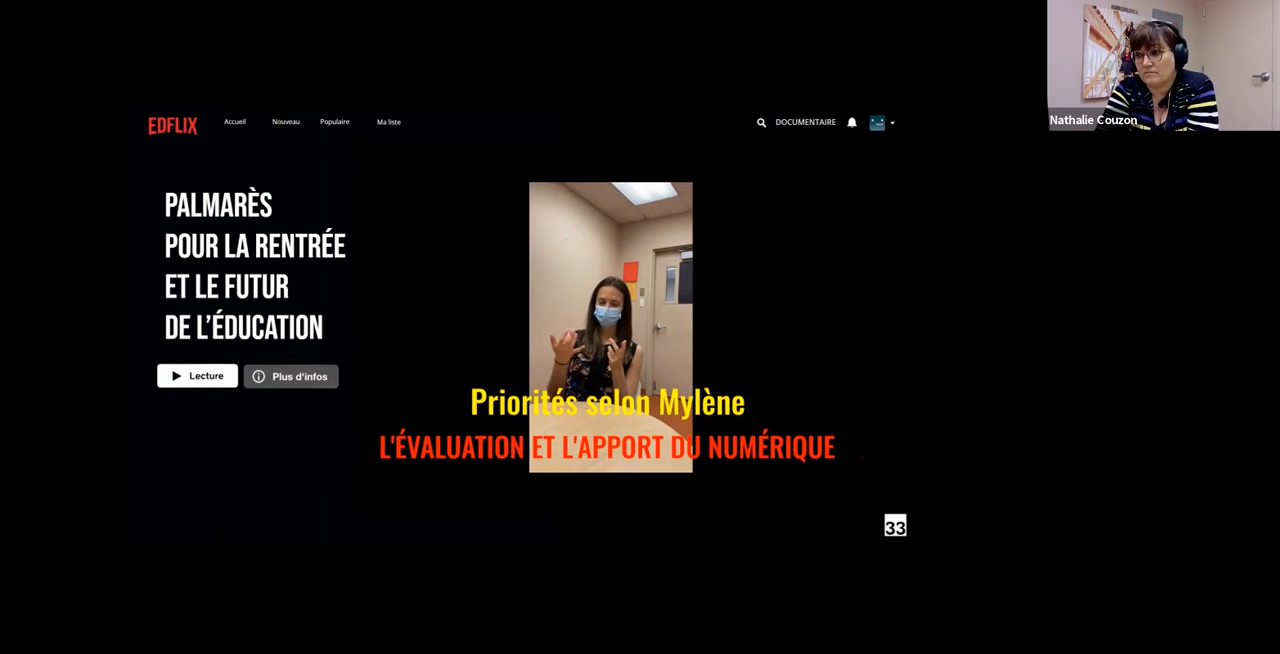 EDFLIX
Accueil
Nouveau
Populaire
Ma liste
DOCUMENTAIRE
Nathalie Couzon
PALMARÈS
POUR LA RENTRÉE
ET LE FUTUR
DE L'ÉDUCATION
Lecture
Plus d'infos
Priorités selon Mylène
L'ÉVALUATION ET L'APPORT DU NUMÉRIQUE
33